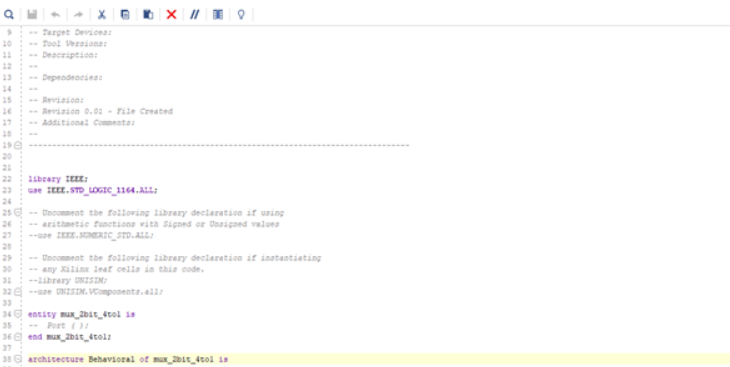 9 -- Target Devices:
10 -- Tool Versions:
11 -- Description:
12 --
13 -- Dependencies:
14 --
15 -- Revision:
16 -- Revision 0.01 - File Created
17 -- Additional Comments:
18 --
19 ----------------------------------------------------------------------------------
20
21
22 library IEEE;
23 use IEEE.STD_LOGIC_1164.ALL;
24
25 -- Uncomment the following library declaration if using
26 -- arithmetic functions with Signed or Unsigned values
27 --use IEEE.NUMERIC_STD.ALL;
28
29 -- Uncomment the following library declaration if instantiating
30 -- any Xilinx leaf cells in this code.
31 --library UNISIM;
32 --use UNISIM.VComponents.all;
33
34 entity mux_2bit_4to1 is
35 -- Port ( );
36 end mux_2bit_4to1;
37
38 architecture Behavioral of mux_2bit_4to1 is